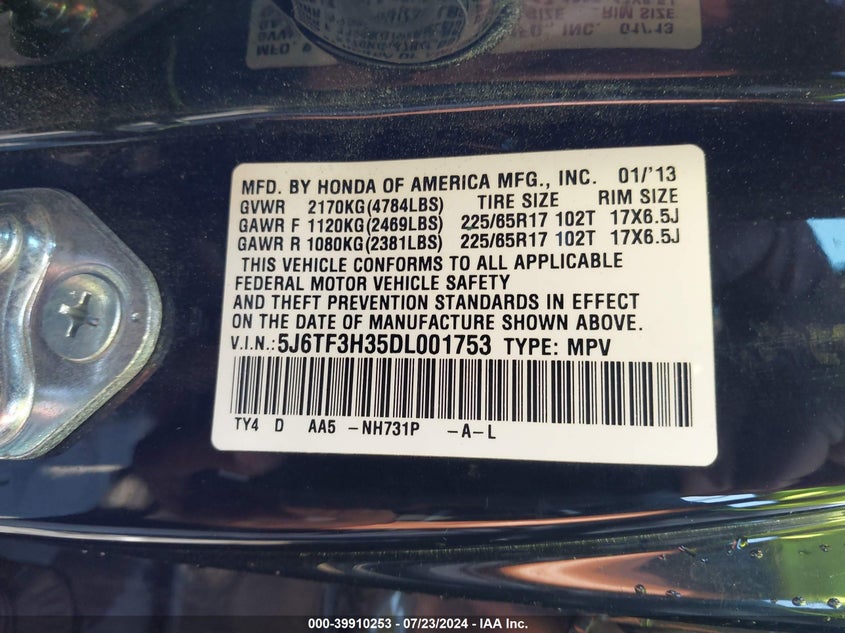 MFD. BY HONDA OF AMERICA MFG., INC. 01/'13
GVWR 2170KG(4784LBS) TIRE SIZE RIM SIZE
GAWR F 1120KG(2469LBS) 225/65R17 102T 17X6.5J
GAWR R 1080KG(2381LBS) 225/65R17 102T 17X6.5J
THIS VEHICLE CONFORMS TO ALL APPLICABLE
FEDERAL MOTOR VEHICLE SAFETY
AND THEFT PREVENTION STANDARDS IN EFFECT
ON THE DATE OF MANUFACTURE SHOWN ABOVE.
V.I.N.:5J6TF3H35DL001753 TYPE: MPV
TY4 D AA5 -NH731P -A-L
000-39910253 - 07/23/2024 - IAA Inc.